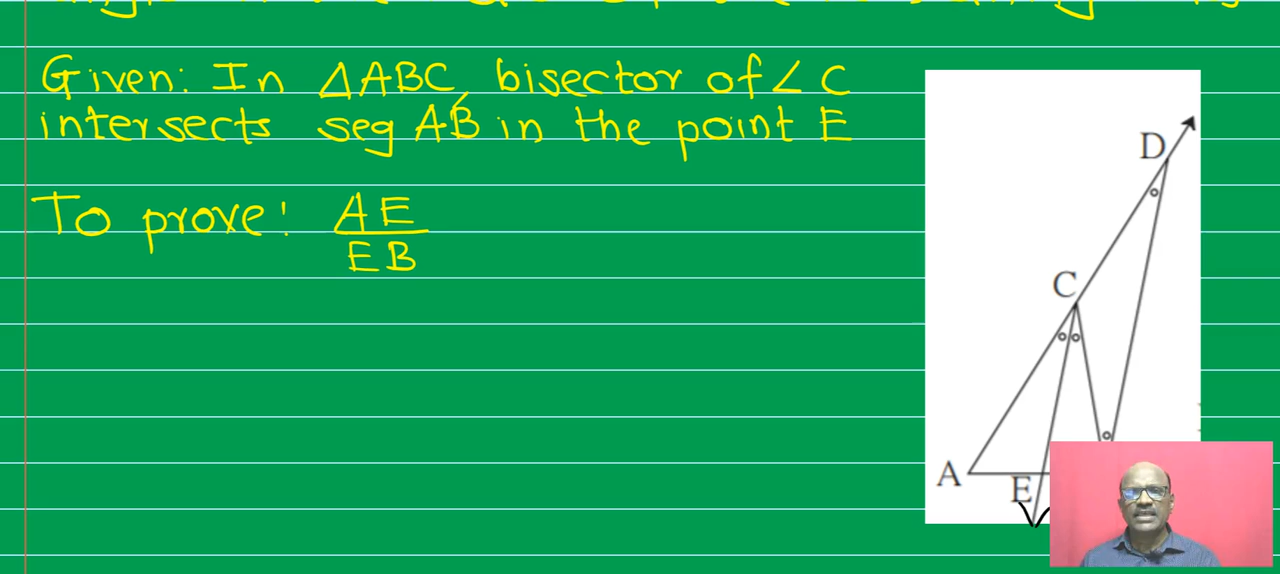 Given: In △ABC, bisector of ∠C
intersects seg AB in the point E
To prove: AE
EB
D
C
A
E